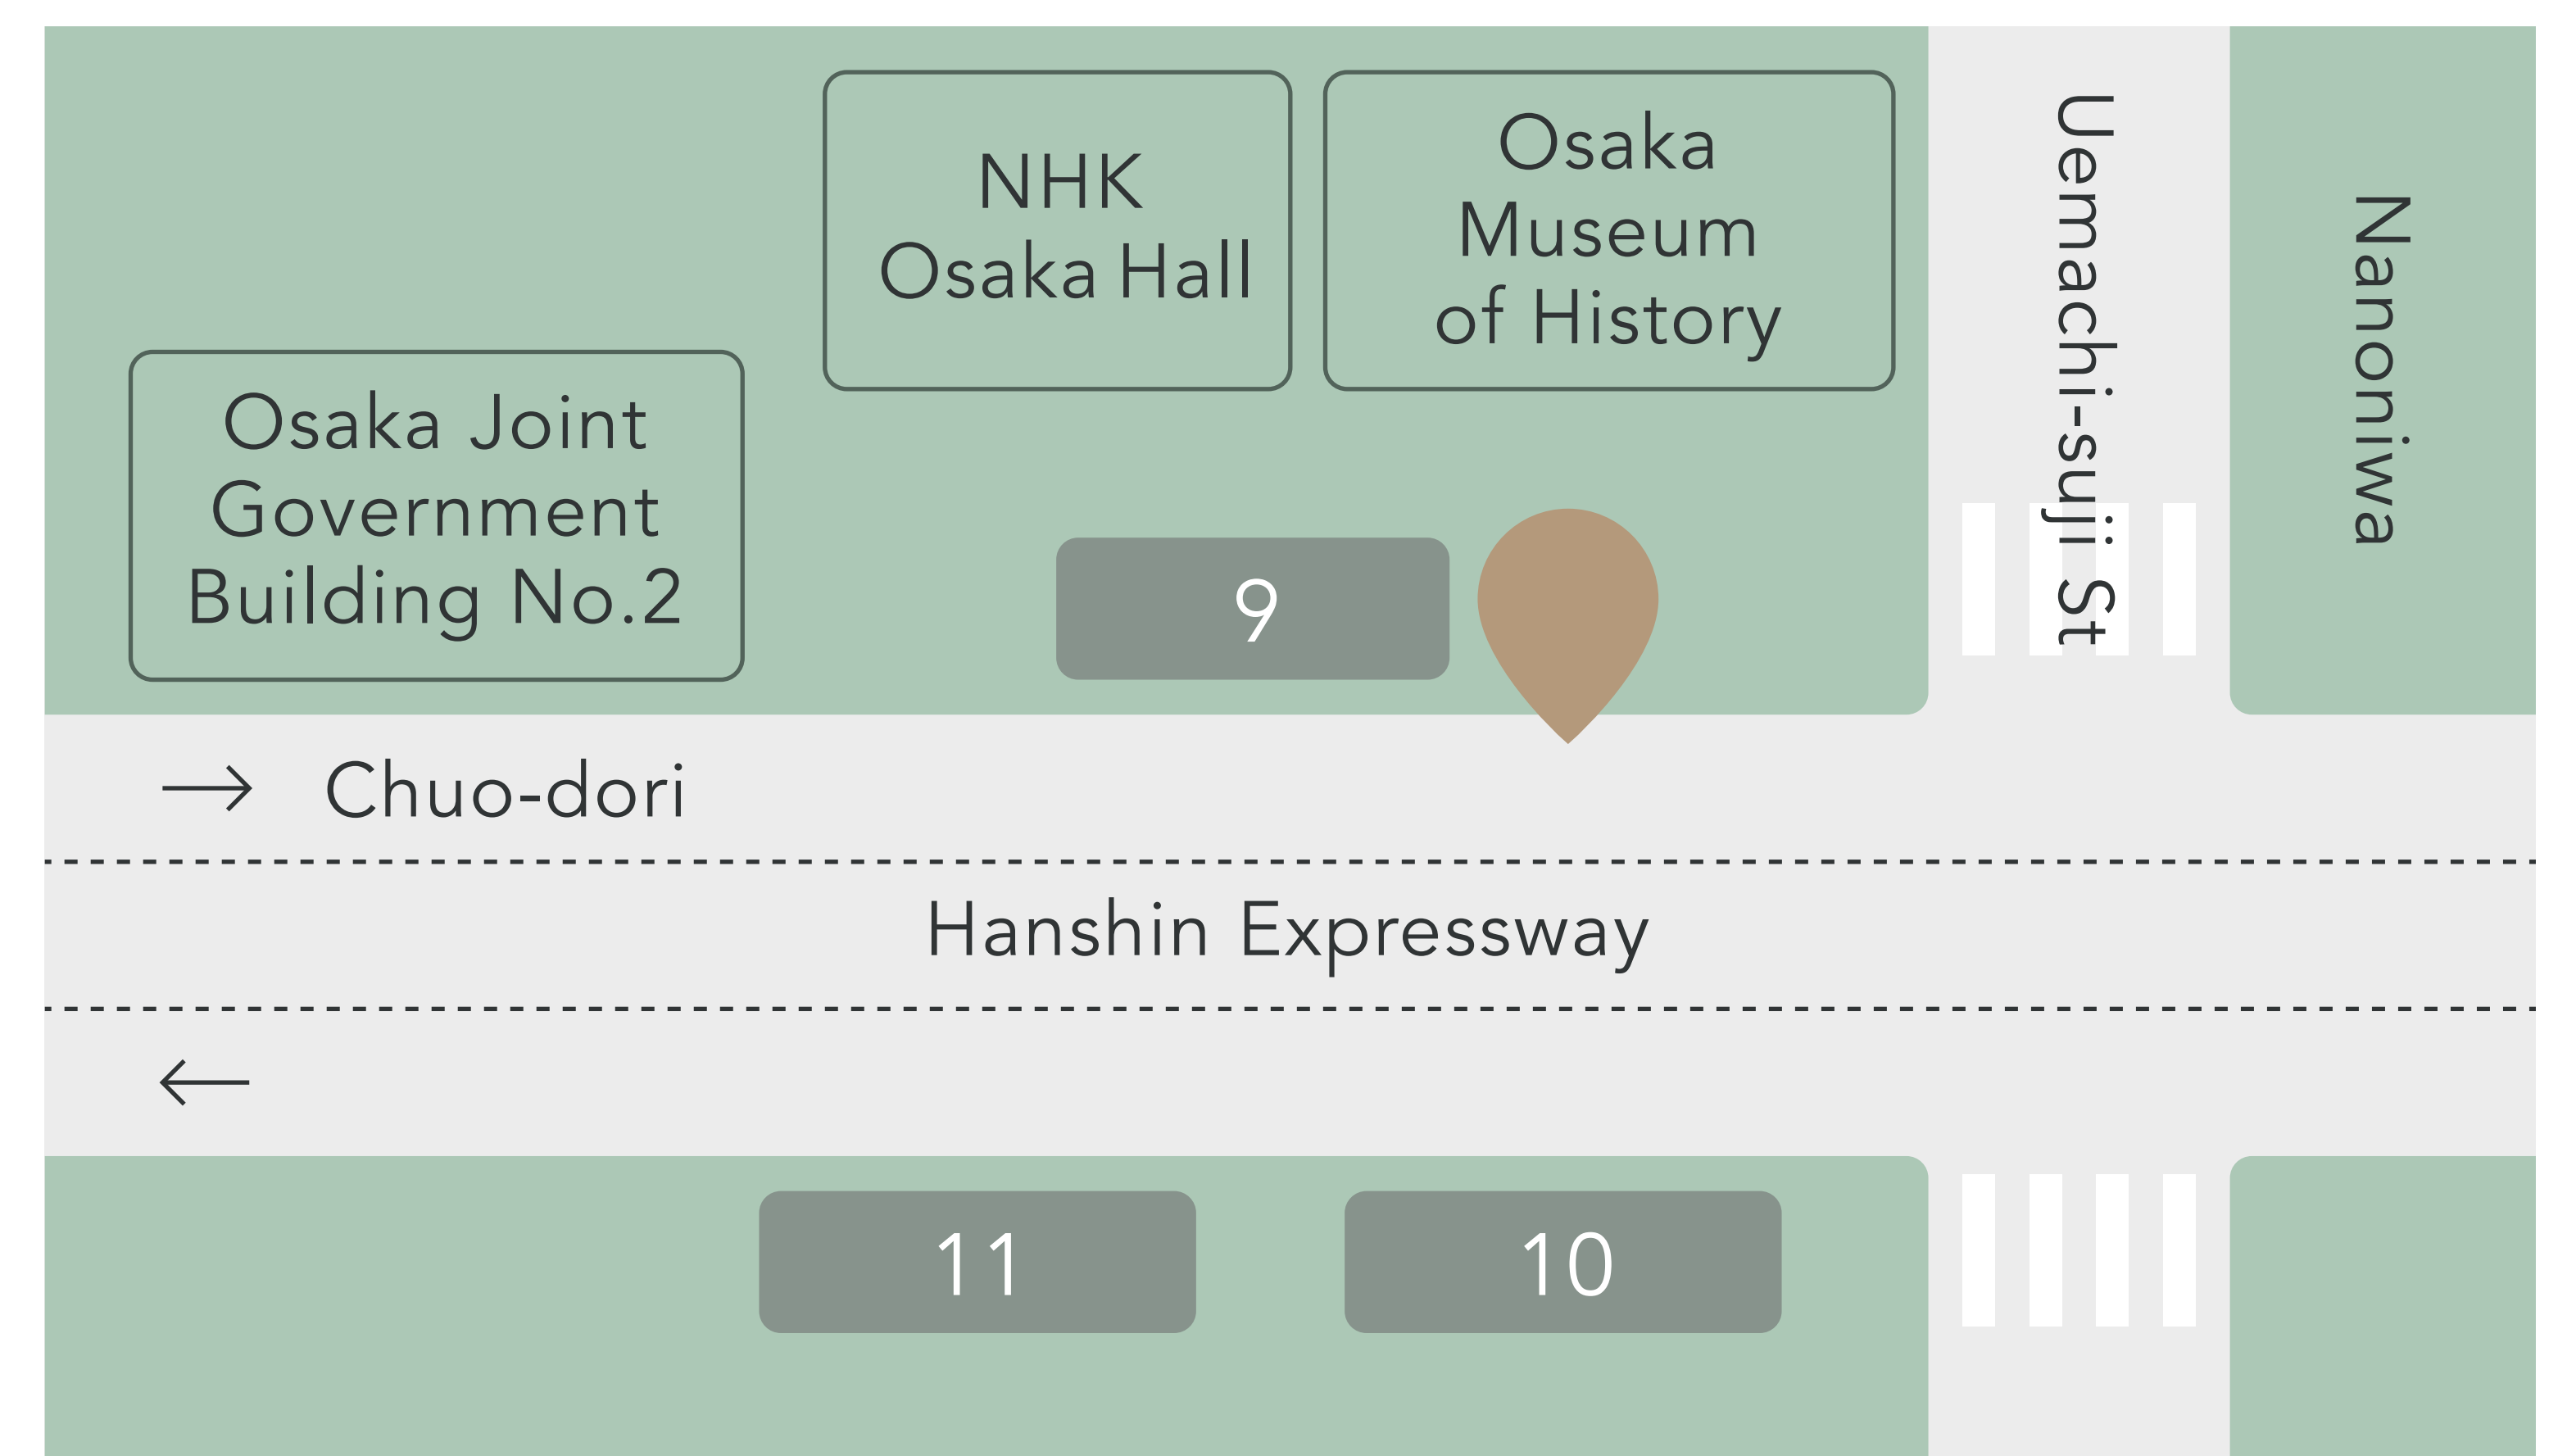 NHK
Osaka Hall
Osaka
Museum
of History
Uemachi-suji St
Nanoniwa
Osaka Joint
Government
Building No.2
9
→ Chuo-dori
Hanshin Expressway
←
11
10